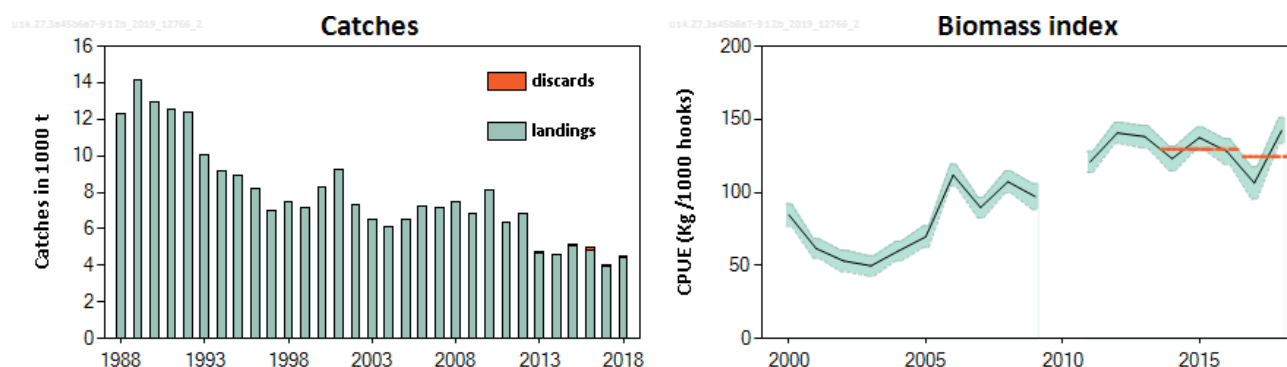 usk.27.3a45b6a7-912b_2019_12766_2
Catches
Catches in 1000 t
16
14
12
10
8
6
4
2
0
discards
landings
1988 1993 1998 2003 2008 2013 2018
usk.27.3a45b6a7-912b_2019_12766_2
Biomass index
CPUE (Kg /1000 hooks)
200
150
100
50
0
2000 2005 2010 2015